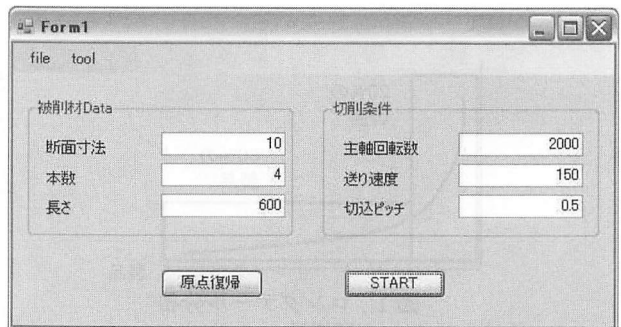 Form1
file tool
被削材Data
断面寸法 10
本数 4
長さ 600
切削条件
主軸回転数 2000
送り速度 150
切込ピッチ 0.5
原点復帰 START